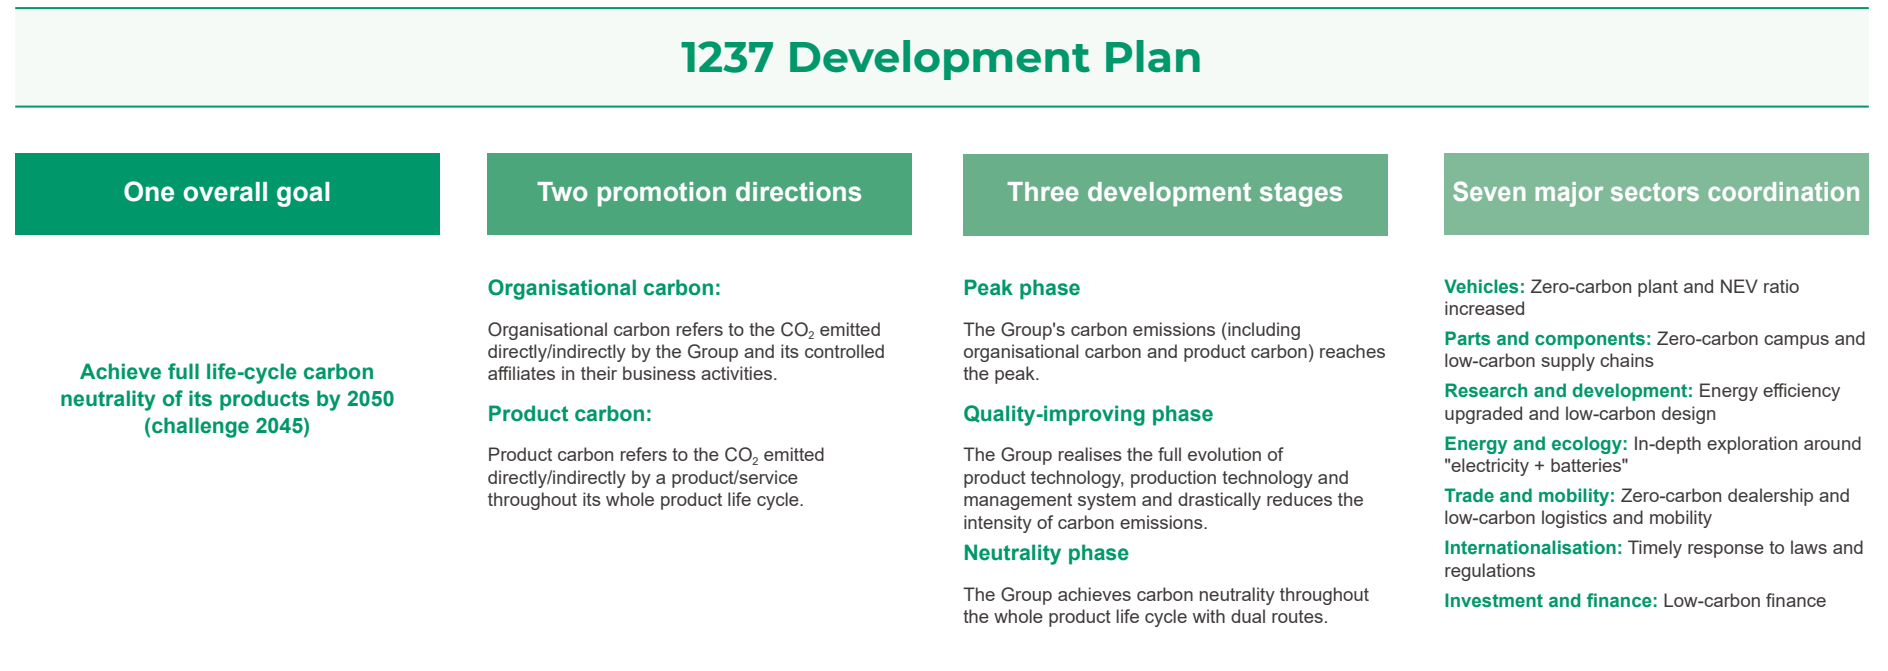 1237 Development Plan
One overall goal
Achieve full life-cycle carbon
neutrality of its products by 2050
(challenge 2045)
Two promotion directions
Organisational carbon:
Organisational carbon refers to the CO₂ emitted
directly/indirectly by the Group and its controlled
affiliates in their business activities.
Product carbon:
Product carbon refers to the CO₂ emitted
directly/indirectly by a product/service
throughout its whole product life cycle.
Three development stages
Peak phase
The Group's carbon emissions (including
organisational carbon and product carbon) reaches
the peak.
Quality-improving phase
The Group realises the full evolution of
product technology, production technology and
management system and drastically reduces the
intensity of carbon emissions.
Neutrality phase
The Group achieves carbon neutrality throughout
the whole product life cycle with dual routes.
Seven major sectors coordination
Vehicles: Zero-carbon plant and NEV ratio
increased
Parts and components: Zero-carbon campus and
low-carbon supply chains
Research and development: Energy efficiency
upgraded and low-carbon design
Energy and ecology: In-depth exploration around
"electricity + batteries"
Trade and mobility: Zero-carbon dealership and
low-carbon logistics and mobility
Internationalisation: Timely response to laws and
regulations
Investment and finance: Low-carbon finance